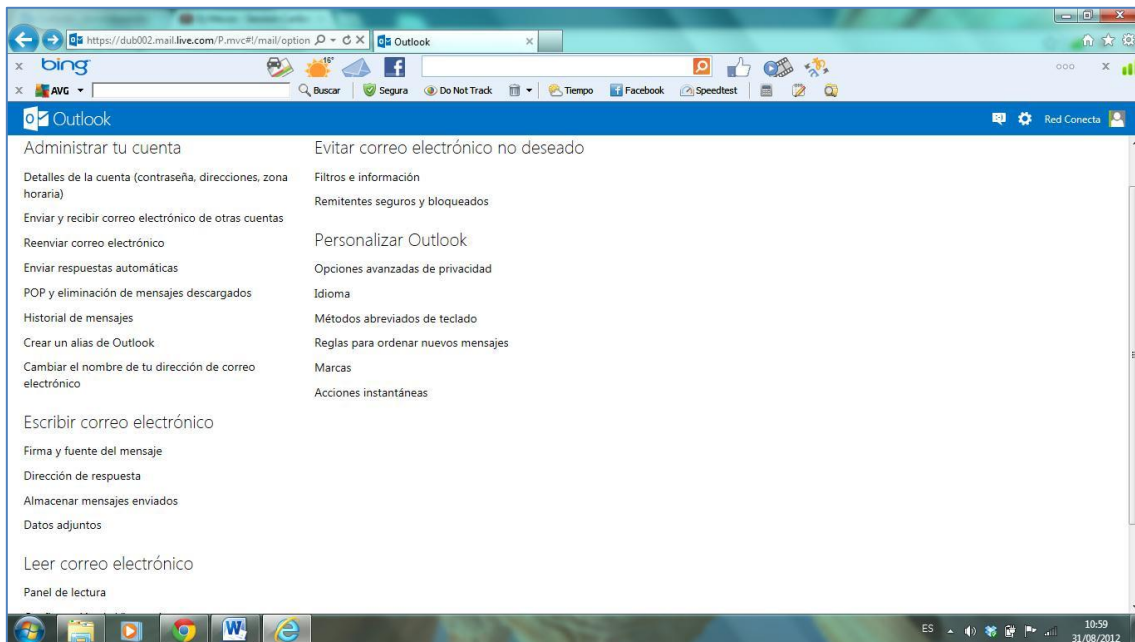 https://dub002.mail.live.com/P.mvc#!/mail/option
Outlook
bing
16°
AVG
Buscar
Segura
Do Not Track
Tiempo
Facebook
Speedtest
Outlook
Red Conecta
Administrar tu cuenta
Detalles de la cuenta (contraseña, direcciones, zona
horaria)
Enviar y recibir correo electrónico de otras cuentas
Reenviar correo electrónico
Enviar respuestas automáticas
POP y eliminación de mensajes descargados
Historial de mensajes
Crear un alias de Outlook
Cambiar el nombre de tu dirección de correo
electrónico
Escribir correo electrónico
Firma y fuente del mensaje
Dirección de respuesta
Almacenar mensajes enviados
Datos adjuntos
Leer correo electrónico
Panel de lectura
Evitar correo electrónico no deseado
Filtros e información
Remitentes seguros y bloqueados
Personalizar Outlook
Opciones avanzadas de privacidad
Idioma
Métodos abreviados de teclado
Reglas para ordenar nuevos mensajes
Marcas
Acciones instantáneas
ES
10:59
31/08/2012